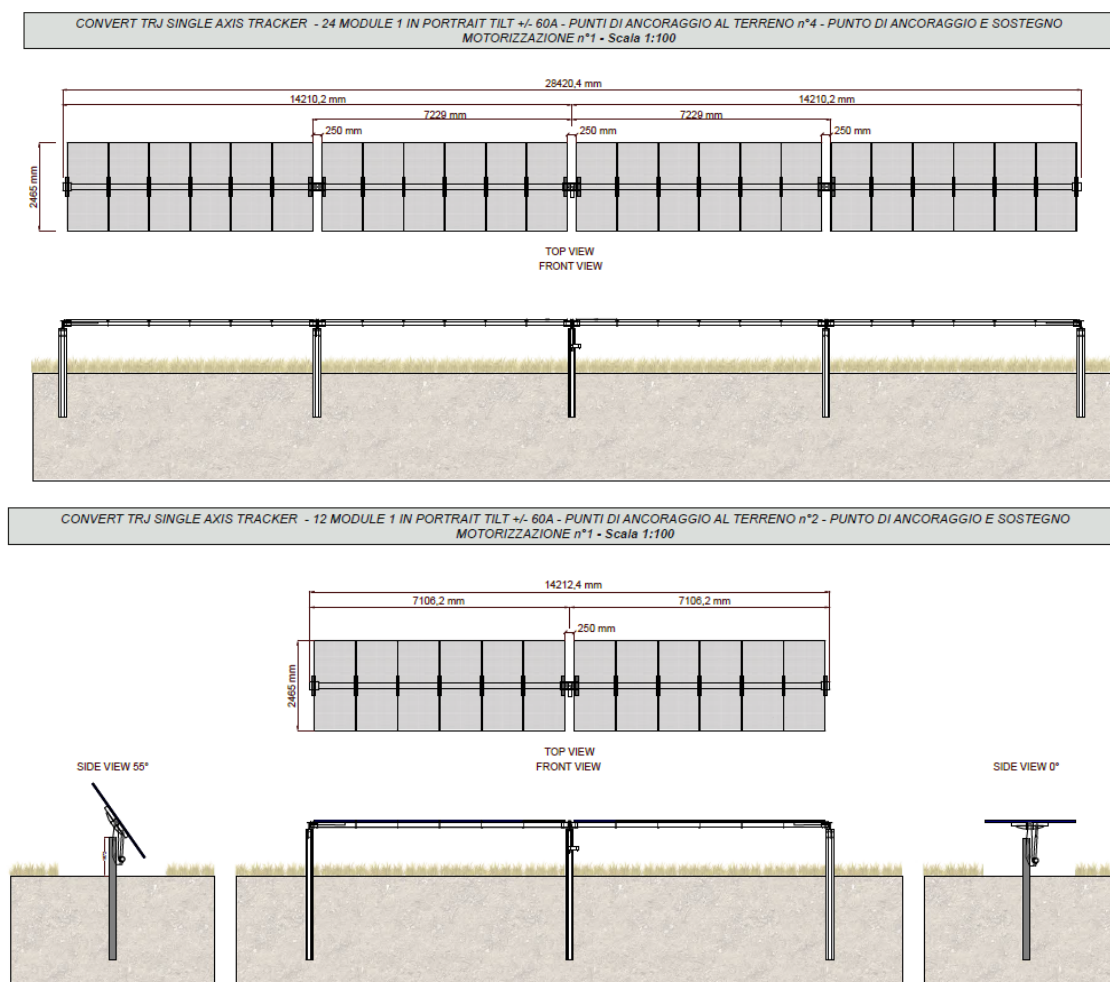 CONVERT TRJ SINGLE AXIS TRACKER - 24 MODULE 1 IN PORTRAIT TILT +/- 60A - PUNTI DI ANCORAGGIO AL TERRENO n°4 - PUNTO DI ANCORAGGIO E SOSTEGNO
MOTORIZZAZIONE n°1 - Scala 1:100
28420,4 mm
14210,2 mm
14210,2 mm
7229 mm
7229 mm
250 mm
250 mm
250 mm
2465 mm
TOP VIEW
FRONT VIEW
CONVERT TRJ SINGLE AXIS TRACKER - 12 MODULE 1 IN PORTRAIT TILT +/- 60A - PUNTI DI ANCORAGGIO AL TERRENO n°2 - PUNTO DI ANCORAGGIO E SOSTEGNO
MOTORIZZAZIONE n°1 - Scala 1:100
14212,4 mm
7106,2 mm
7106,2 mm
250 mm
2465 mm
TOP VIEW
FRONT VIEW
SIDE VIEW 55°
SIDE VIEW 0°